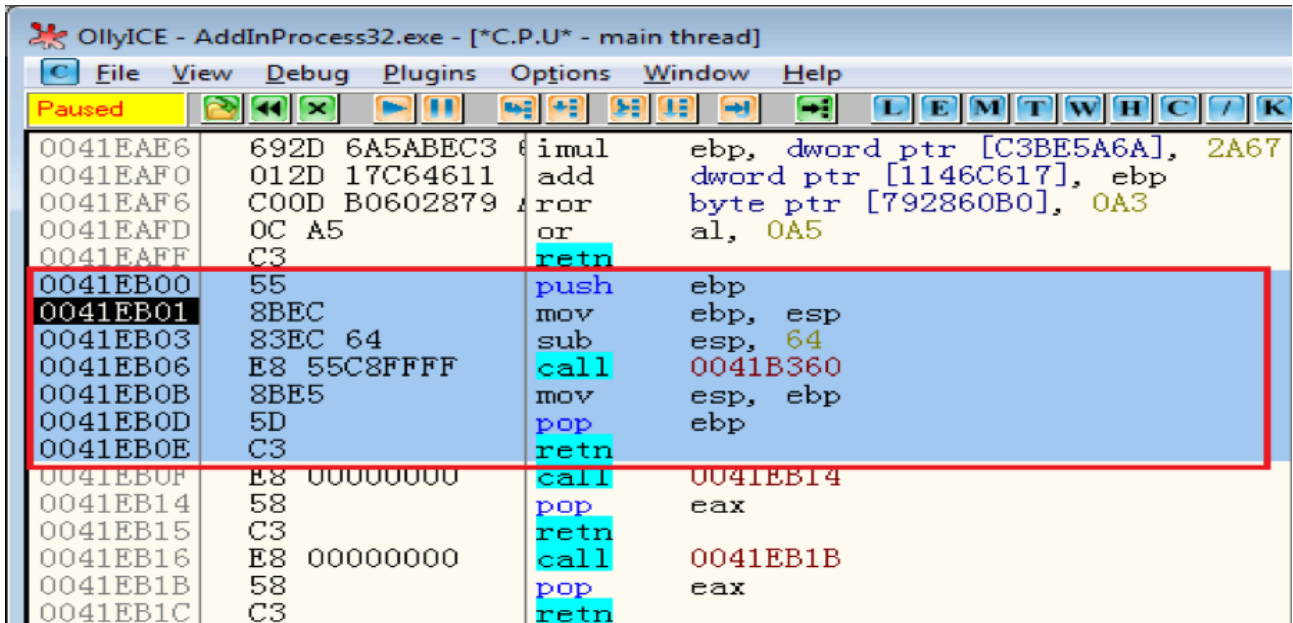 OllyICE - AddInProcess32.exe - [*C.P.U* - main thread]
C File View Debug Plugins Options Window Help
Paused L E M T W H C / K
0041EAE6 692D 6A5ABEC3 imul ebp, dword ptr [C3BE5A6A], 2A67
0041EAF0 012D 17C64611 add dword ptr [1146C617], ebp
0041EAF6 C00D B0602879 ror byte ptr [792860B0], 0A3
0041EAFD 0C A5 or al, 0A5
0041EAFF C3 retn
0041EB00 55 push ebp
0041EB01 8BEC mov ebp, esp
0041EB03 83EC 64 sub esp, 64
0041EB06 E8 55C8FFFF call 0041B360
0041EB0B 8BE5 mov esp, ebp
0041EB0D 5D pop ebp
0041EB0E C3 retn
0041EB0F E8 00000000 call 0041EB14
0041EB14 58 pop eax
0041EB15 C3 retn
0041EB16 E8 00000000 call 0041EB1B
0041EB1B 58 pop eax
0041EB1C C3 retn